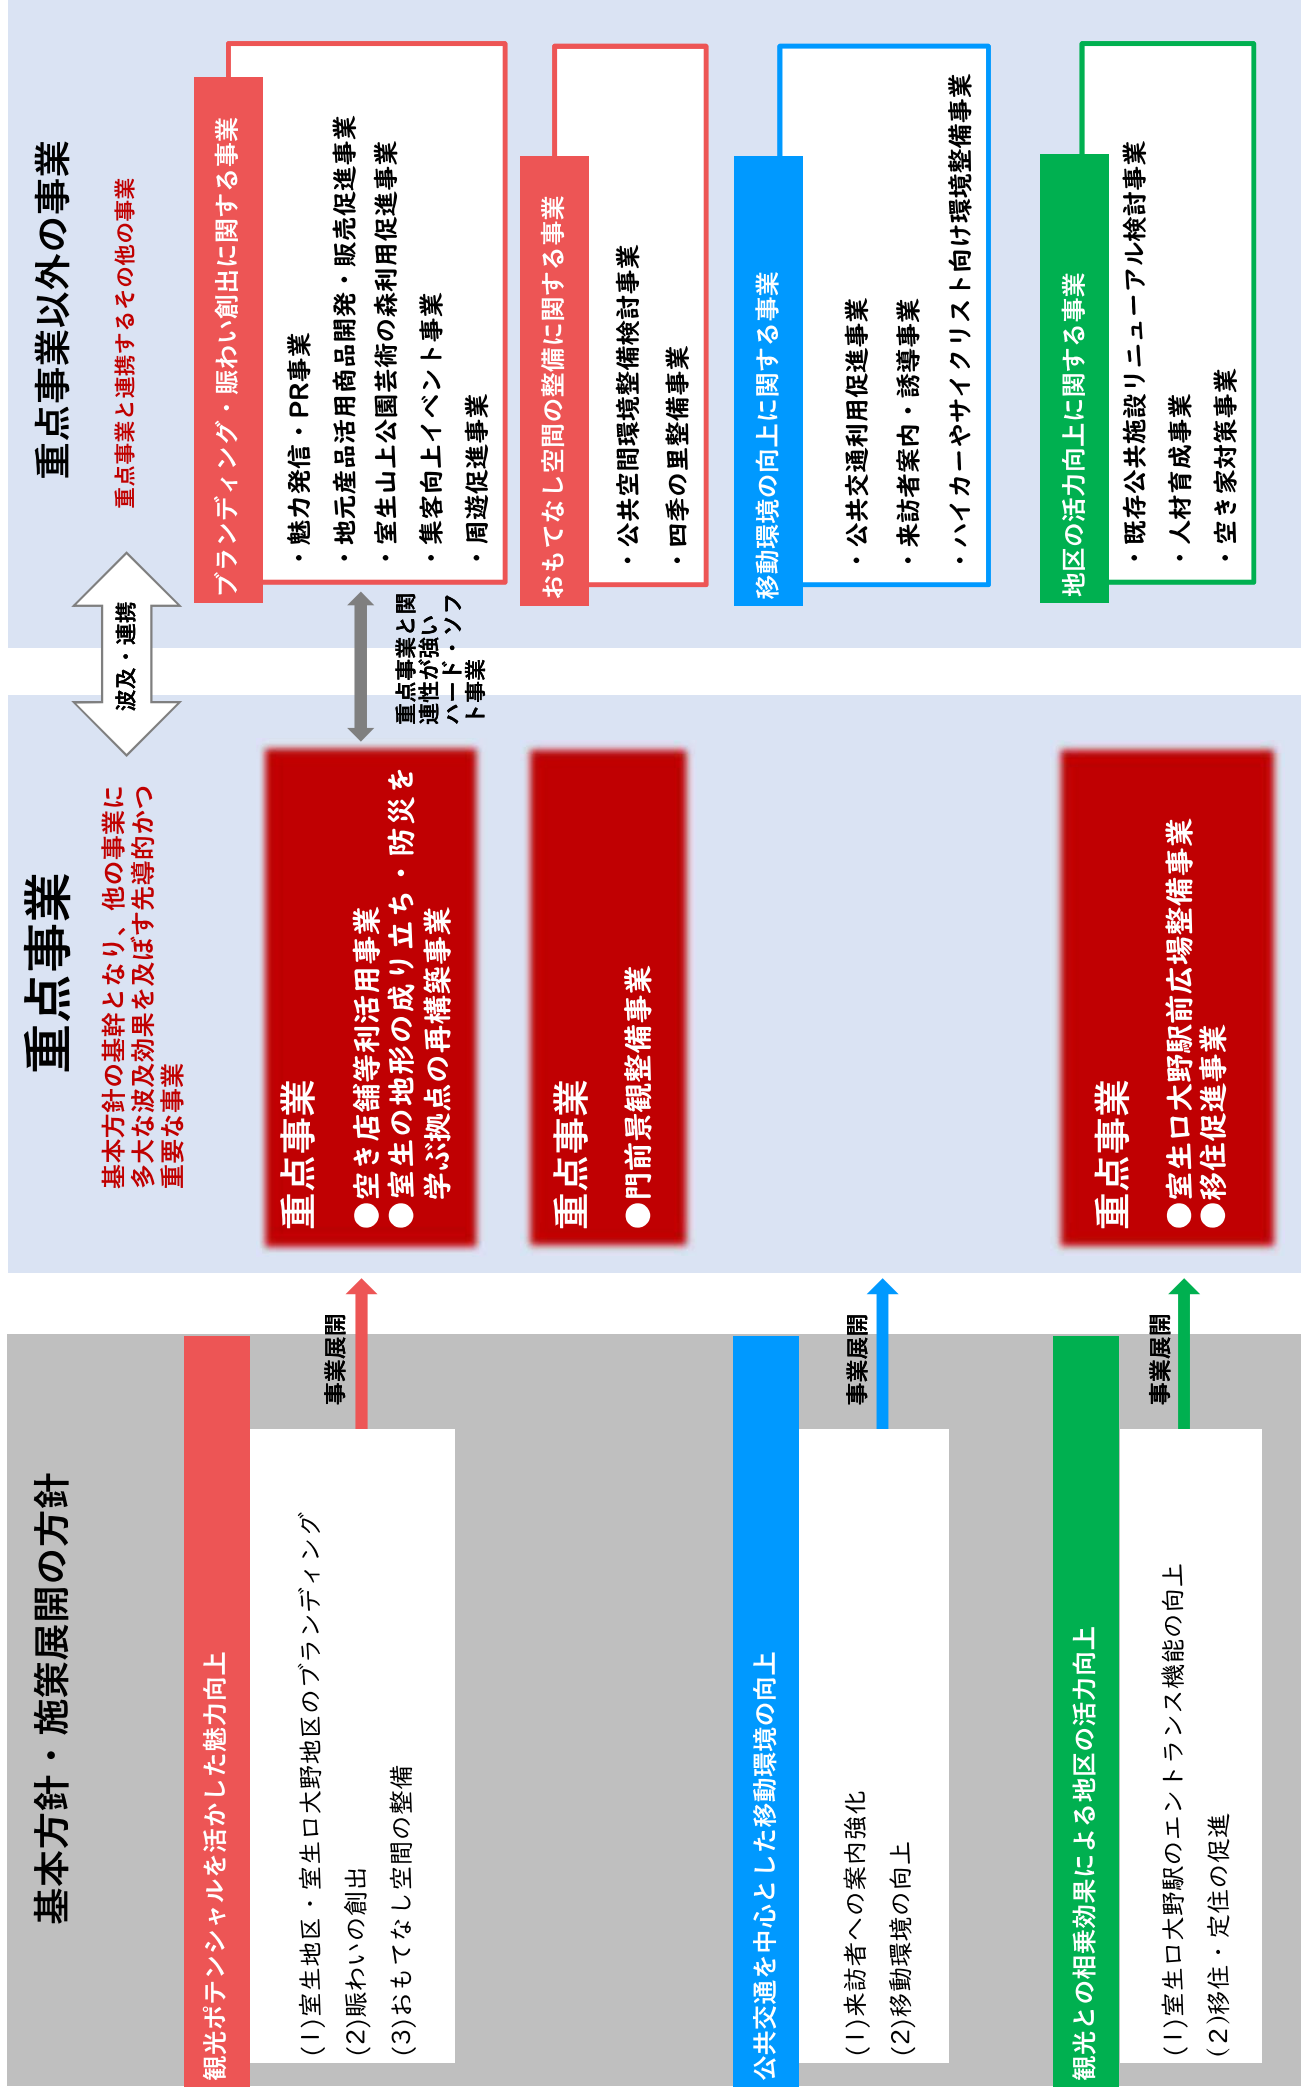 基本方針・施策展開の方針
観光ポテンシャルを活かした魅力向上
(1)室生地区・室生口大野地区のブランディング
(2)賑わいの創出
(3)おもてなし空間の整備
事業展開
公共交通を中心とした移動環境の向上
(1)来訪者への案内強化
(2)移動環境の向上
事業展開
観光との相乗効果による地区の活力向上
(1)室生口大野駅のエントランス機能の向上
(2)移住・定住の促進
事業展開
重点事業
基本方針の基幹となり、他の事業に
多大な波及効果を及ぼす先導的かつ
重要な事業
重点事業
●空き店舗等利活用事業
●室生の地形の成り立ち・防災を
学ぶ拠点の再構築事業
重点事業
●門前景観整備事業
重点事業
●室生口大野駅前広場整備事業
●移住促進事業
波及・連携
重点事業と関
連性が強い
ハード・ソフ
ト事業
重点事業以外の事業
重点事業と連携するその他の事業
ブランディング・賑わい創出に関する事業
・魅力発信・PR事業
・地元産品活用商品開発・販売促進事業
・室生山上公園芸術の森利用促進事業
・集客向上イベント事業
・周遊促進事業
おもてなし空間の整備に関する事業
・公共空間環境整備検討事業
・四季の里整備事業
移動環境の向上に関する事業
・公共交通利用促進事業
・来訪者案内・誘導事業
・ハイカーやサイクリスト向け環境整備事業
地区の活力向上に関する事業
・既存公共施設リニューアル検討事業
・人材育成事業
・空き家対策事業